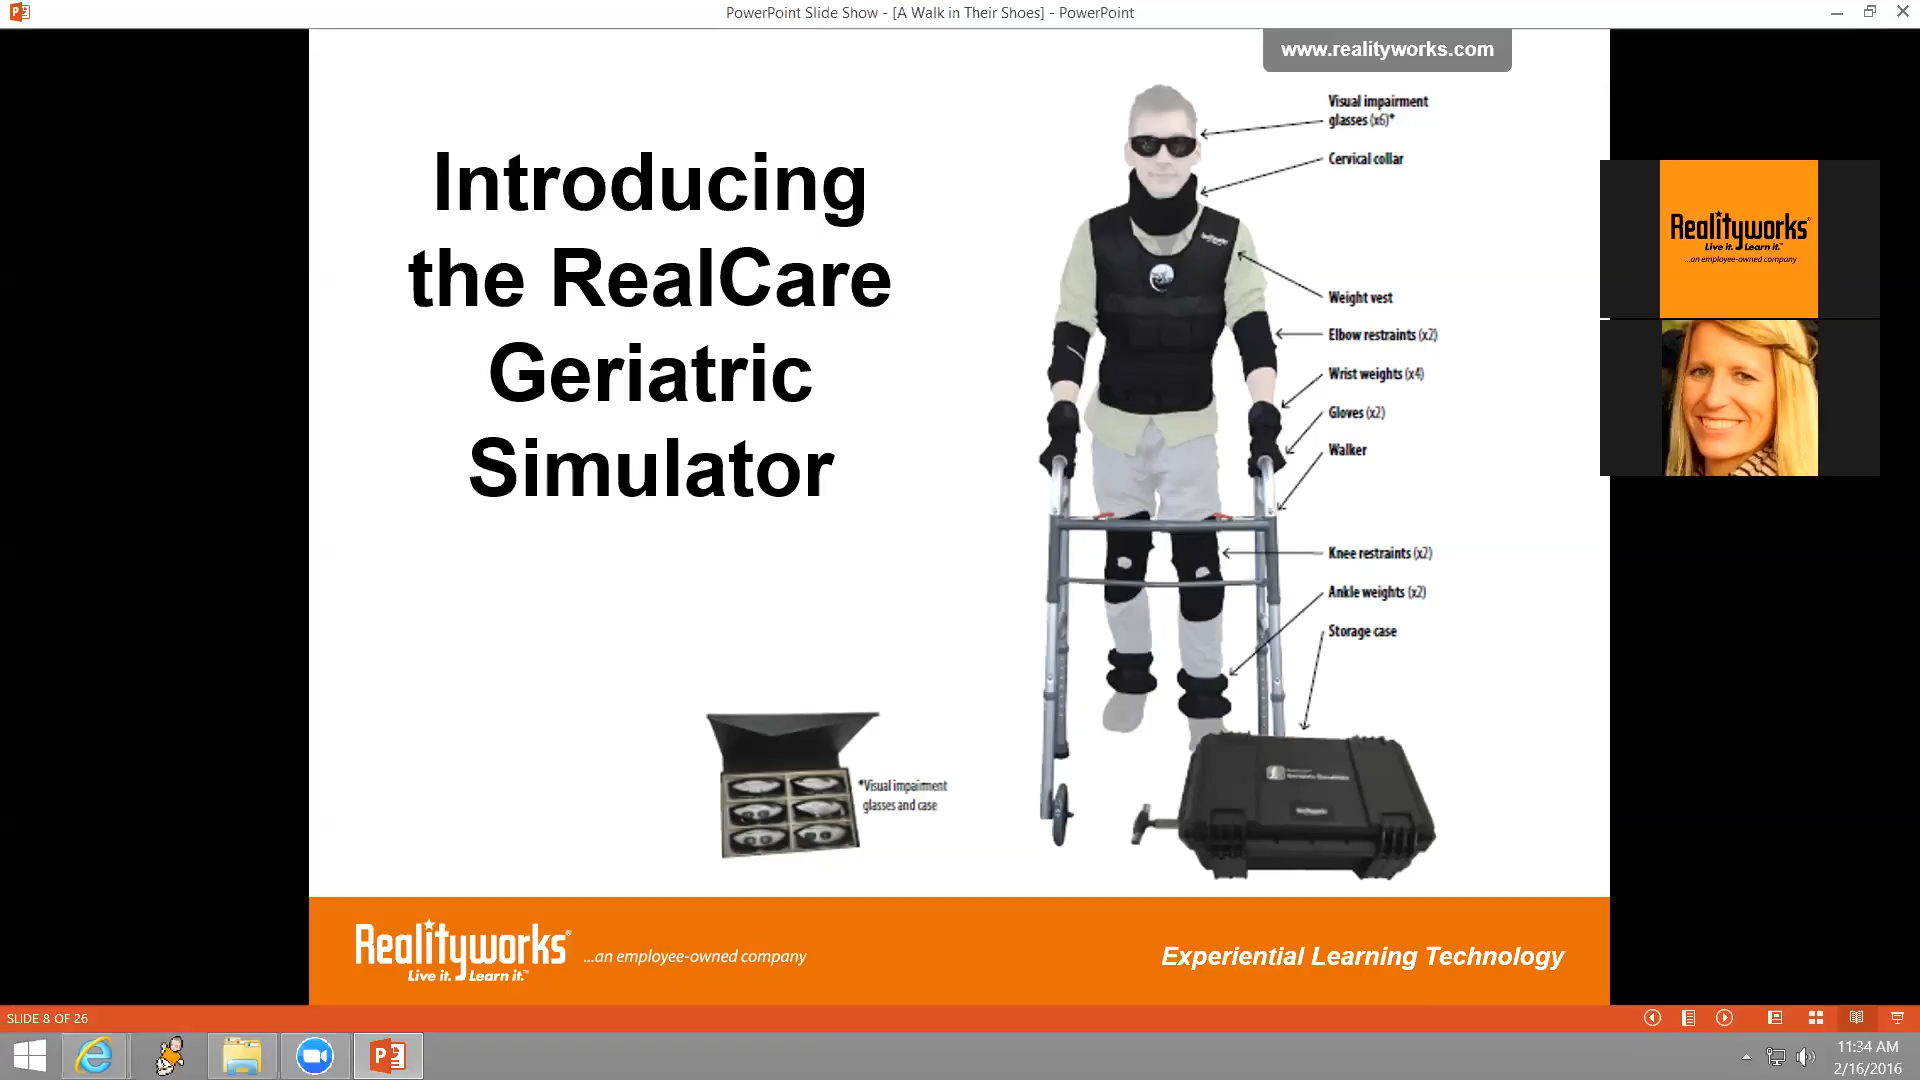 PowerPoint Slide Show - [A Walk in Their Shoes] - PowerPoint
www.realityworks.com
Introducing
the RealCare
Geriatric
Simulator
Visual impairment
glasses (x6)*
Cervical collar
Weight vest
Elbow restraints (x2)
Wrist weights (x4)
Gloves (x2)
Walker
Knee restraints (x2)
Ankle weights (x2)
Storage case
*Visual impairment
glasses and case
Realityworks®
Live it. Learn it.™
...an employee-owned company
Realityworks®
Live it. Learn it.™
...an employee-owned company
Experiential Learning Technology
SLIDE 8 OF 26
11:34 AM
2/16/2016